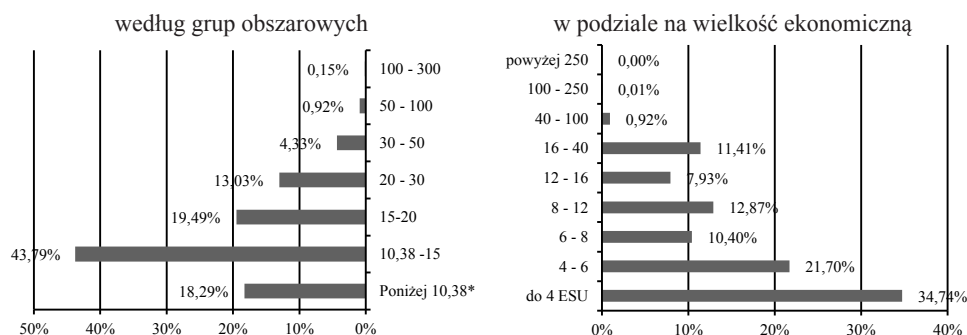 według grup obszarowych
0,15% 100 - 300
0,92% 50 - 100
4,33% 30 - 50
13,03% 20 - 30
19,49% 15-20
43,79% 10,38 -15
18,29% Poniżej 10,38*
50% 40% 30% 20% 10% 0%
w podziale na wielkość ekonomiczną
powyżej 250 0,00%
100 - 250 0,01%
40 - 100 0,92%
16 - 40 11,41%
12 - 16 7,93%
8 - 12 12,87%
6 - 8 10,40%
4 - 6 21,70%
do 4 ESU 34,74%
0% 10% 20% 30% 40%